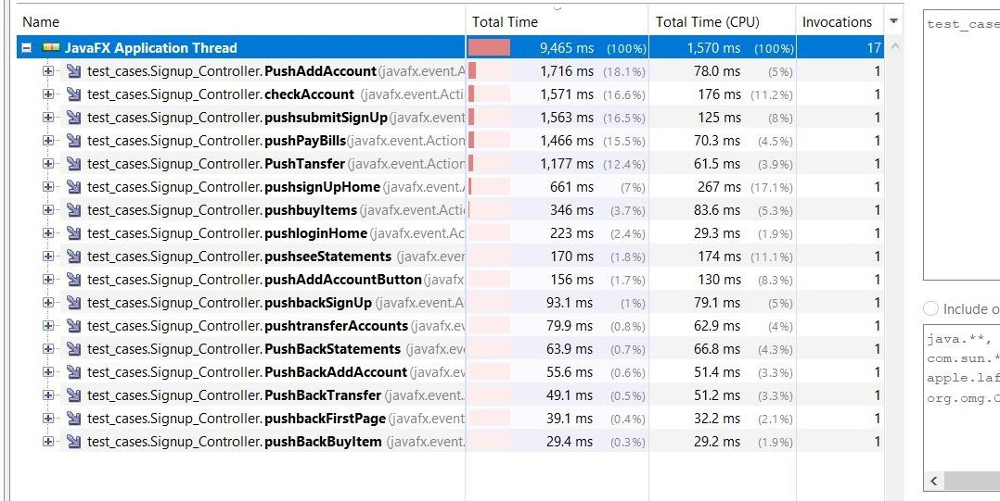 Name Total Time Total Time (CPU) Invocations
JavaFX Application Thread 9,465 ms (100%) 1,570 ms (100%) 17
test_cases.Signup_Controller.PushAddAccount (javafx.event.A 1,716 ms (18.1%) 78.0 ms (5%) 1
test_cases.Signup_Controller.checkAccount (javafx.event.Acti 1,571 ms (16.6%) 176 ms (11.2%) 1
test_cases.Signup_Controller.pushsubmitSignUp (javafx.event 1,563 ms (16.5%) 125 ms (8%) 1
test_cases.Signup_Controller.pushPayBills (javafx.event.Action 1,466 ms (15.5%) 70.3 ms (4.5%) 1
test_cases.Signup_Controller.PushTansfer (javafx.event.Action 1,177 ms (12.4%) 61.5 ms (3.9%) 1
test_cases.Signup_Controller.pushsignUpHome (javafx.event. 661 ms (7%) 267 ms (17.1%) 1
test_cases.Signup_Controller.pushbuyItems (javafx.event.Acti 346 ms (3.7%) 83.6 ms (5.3%) 1
test_cases.Signup_Controller.pushloginHome (javafx.event.Ac 223 ms (2.4%) 29.3 ms (1.9%) 1
test_cases.Signup_Controller.pushseeStatements (javafx.ever 170 ms (1.8%) 174 ms (11.1%) 1
test_cases.Signup_Controller.pushAddAccountButton (javafx 156 ms (1.7%) 130 ms (8.3%) 1
test_cases.Signup_Controller.pushbackSignUp (javafx.event.A 93.1 ms (1%) 79.1 ms (5%) 1
test_cases.Signup_Controller.pushtransferAccounts (javafx.ev 79.9 ms (0.8%) 62.9 ms (4%) 1
test_cases.Signup_Controller.PushBackStatements (javafx.ev 63.9 ms (0.7%) 66.8 ms (4.3%) 1
test_cases.Signup_Controller.PushBackAddAccount (javafx.ev 55.6 ms (0.6%) 51.4 ms (3.3%) 1
test_cases.Signup_Controller.PushBackTransfer (javafx.event. 49.1 ms (0.5%) 51.2 ms (3.3%) 1
test_cases.Signup_Controller.pushbackFirstPage (javafx.event 39.1 ms (0.4%) 32.2 ms (2.1%) 1
test_cases.Signup_Controller.pushBackBuyItem (javafx.event. 29.4 ms (0.3%) 29.2 ms (1.9%) 1
test_case
Include o
java.**,
com.sun.*
apple.laf
org.omg.C